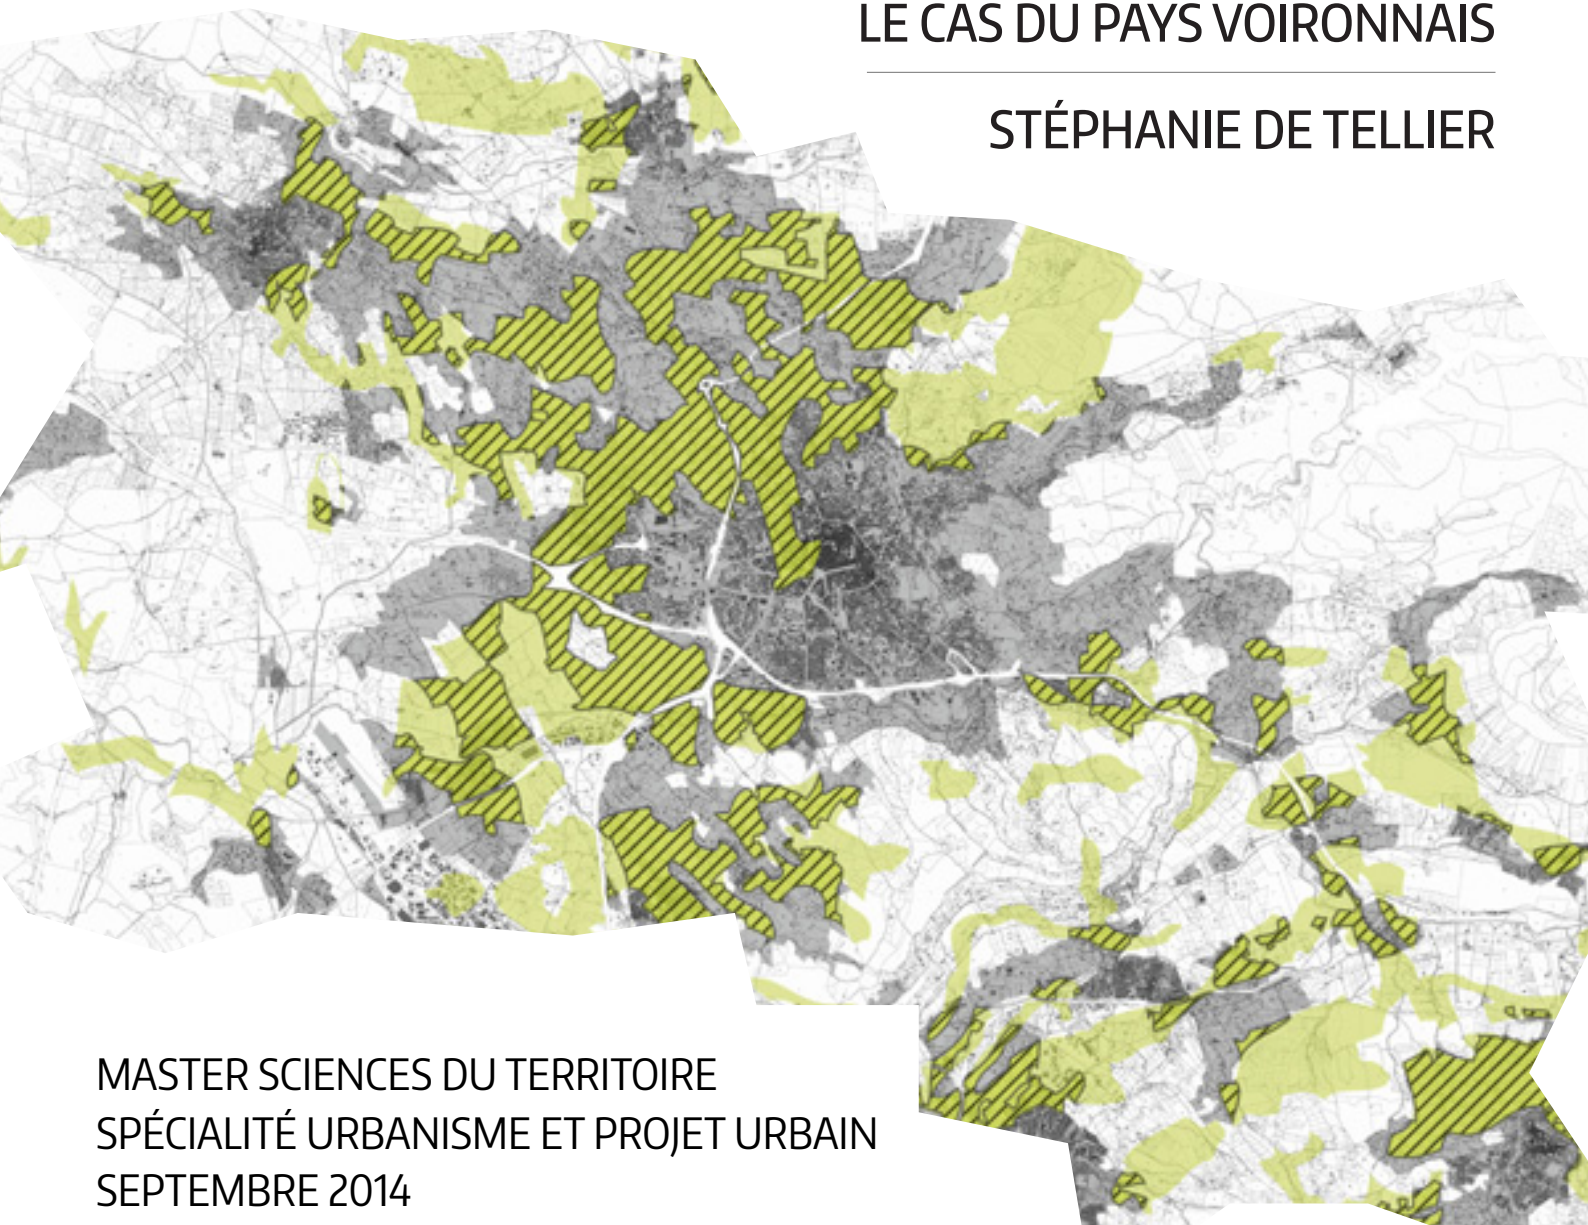 LE CAS DU PAYS VOIRONNAIS
STÉPHANIE DE TELLIER
MASTER SCIENCES DU TERRITOIRE
SPÉCIALITÉ URBANISME ET PROJET URBAIN
SEPTEMBRE 2014